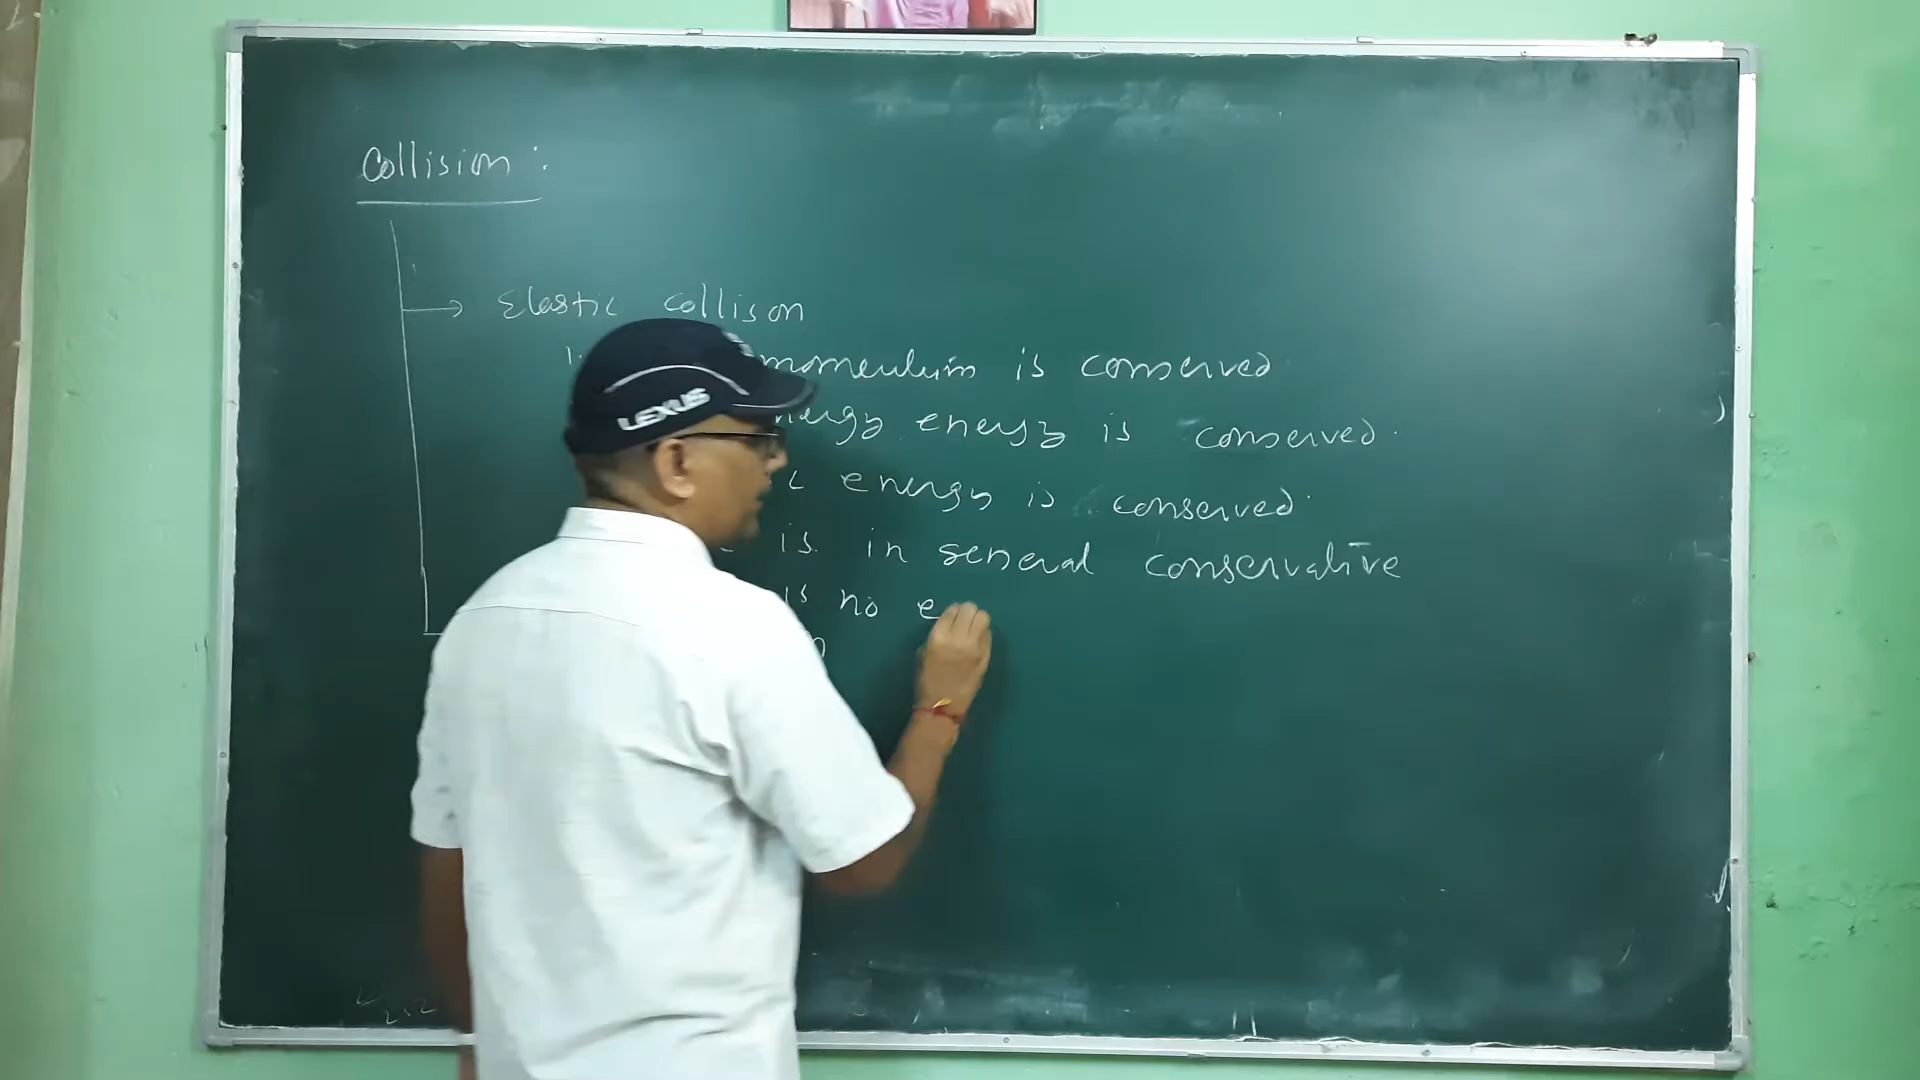 Collision :
Elastic collison
1. momentum is conserved
energy is conserved.
energy is conserved.
is in general conservative
is no e
LEXUS